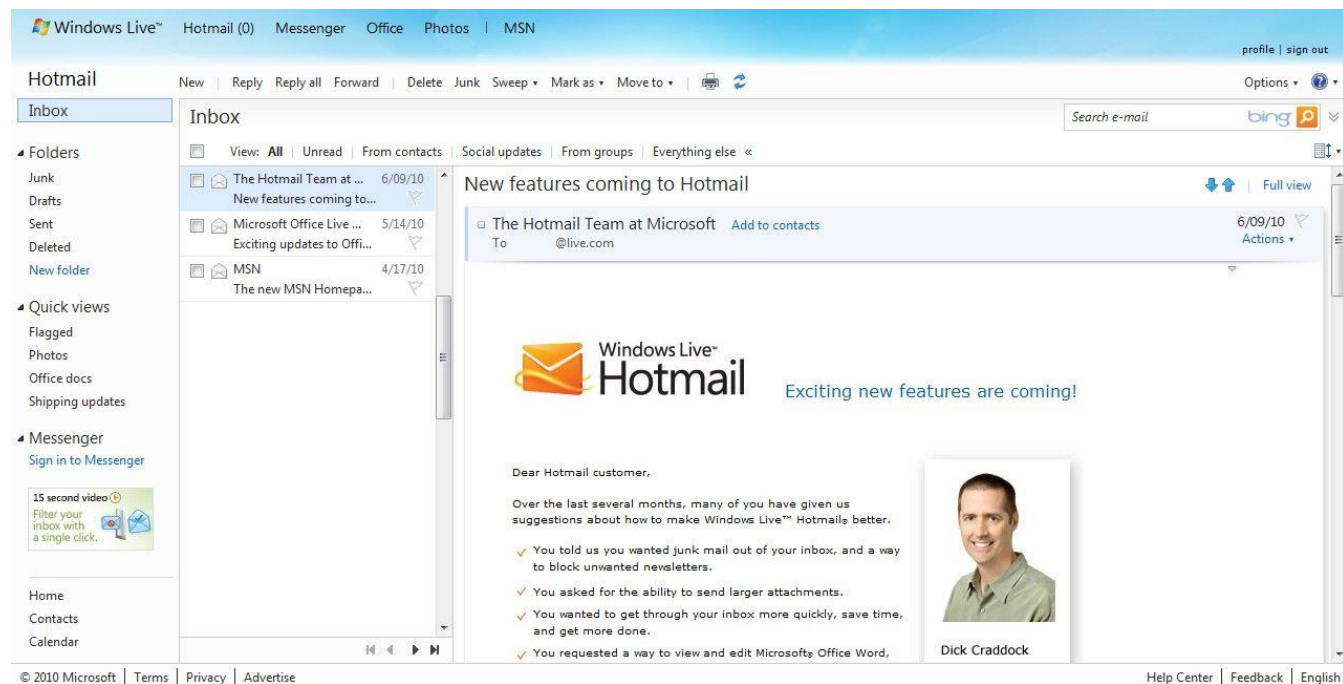 Windows Live™ Hotmail (0) Messenger Office Photos | MSN
profile | sign out
Hotmail
New | Reply Reply all Forward | Delete Junk Sweep Mark as Move to |
Options
Inbox
Inbox
Search e-mail bing
View: All | Unread | From contacts | Social updates | From groups | Everything else «
Folders
Junk
Drafts
Sent
Deleted
New folder
Quick views
Flagged
Photos
Office docs
Shipping updates
Messenger
Sign in to Messenger
15 second video
Filter your
inbox with
a single click.
Home
Contacts
Calendar
The Hotmail Team at ... 6/09/10
New features coming to...
Microsoft Office Live ... 5/14/10
Exciting updates to Offi...
MSN 4/17/10
The new MSN Homepa...
New features coming to Hotmail
Full view
The Hotmail Team at Microsoft Add to contacts 6/09/10
To @live.com Actions
Windows Live™
Hotmail
Exciting new features are coming!
Dear Hotmail customer,
Over the last several months, many of you have given us
suggestions about how to make Windows Live™ Hotmail® better.
You told us you wanted junk mail out of your inbox, and a way
to block unwanted newsletters.
You asked for the ability to send larger attachments.
You wanted to get through your inbox more quickly, save time,
and get more done.
You requested a way to view and edit Microsoft® Office Word,
Dick Craddock
© 2010 Microsoft | Terms | Privacy | Advertise
Help Center | Feedback | English